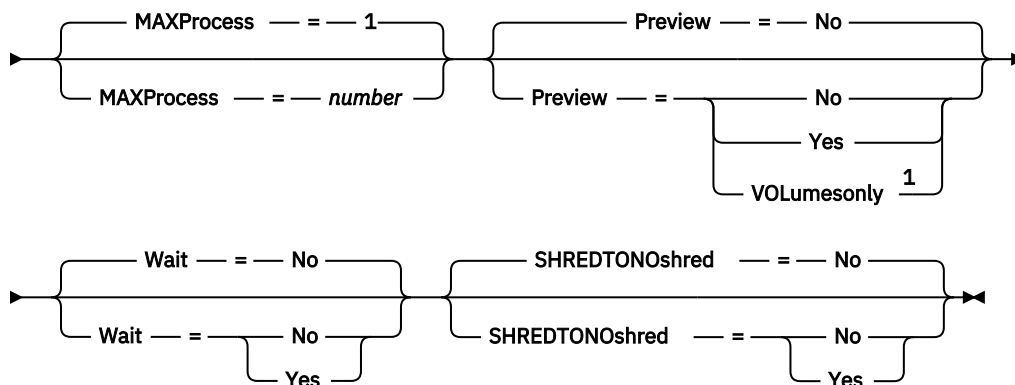 MAXProcess = 1 Preview = No
MAXProcess = number Preview = No
Yes
VOLumesonly 1
Wait = No SHREDTONOshred = No
Wait = No SHREDTONOshred = No
Yes Yes